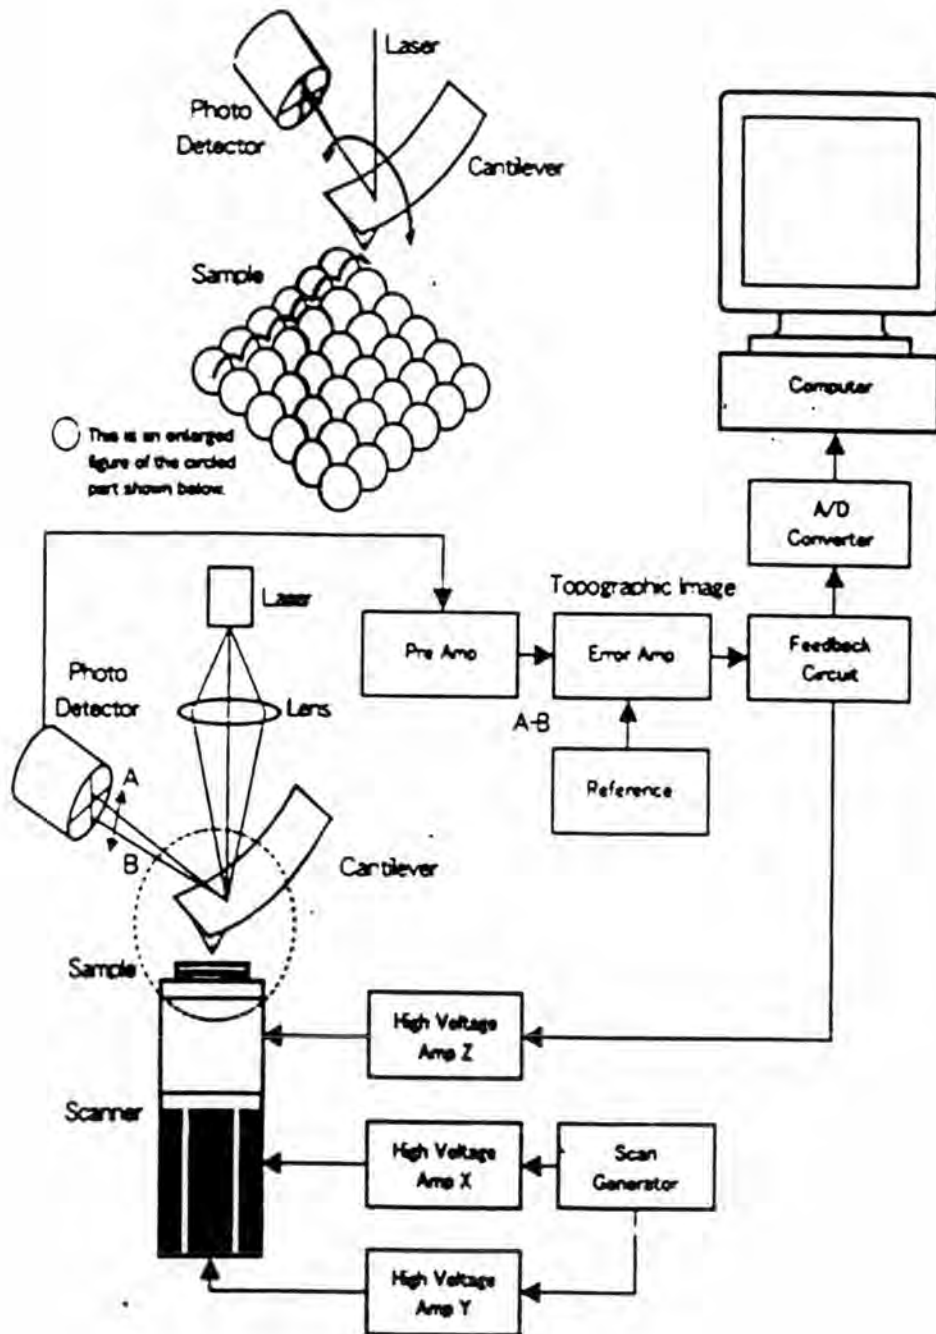 Laser
Photo
Detector
Cantilever
Sample
This is an enlarged
figure of the circled
part shown below.
Computer
A/D
Converter
Topographic Image
Laser
Pre Amp
Error Amp
Feedback
Circuit
Photo
Detector
Lens
A-B
Reference
A
B
Cantilever
Sample
High Voltage
Amp Z
Scanner
High Voltage
Amp X
Scan
Generator
High Voltage
Amp Y